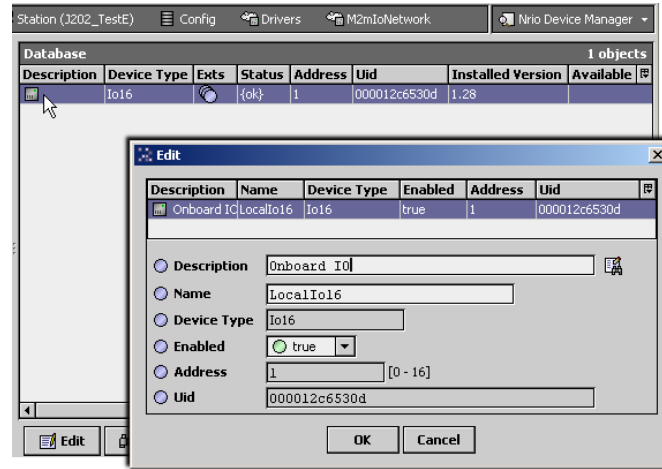 Station (J202_TestE) Config Drivers M2mIoNetwork Nrio Device Manager
Database 1 objects
Description Device Type Exts Status Address Uid Installed Version Available
Io16 {ok} 1 000012c6530d 1.28
Edit
Description Name Device Type Enabled Address Uid
Onboard IO LocalIo16 Io16 true 1 000012c6530d
Description Onboard IO
Name LocalIo16
Device Type Io16
Enabled true
Address 1 [0 - 16]
Uid 000012c6530d
Edit
OK Cancel